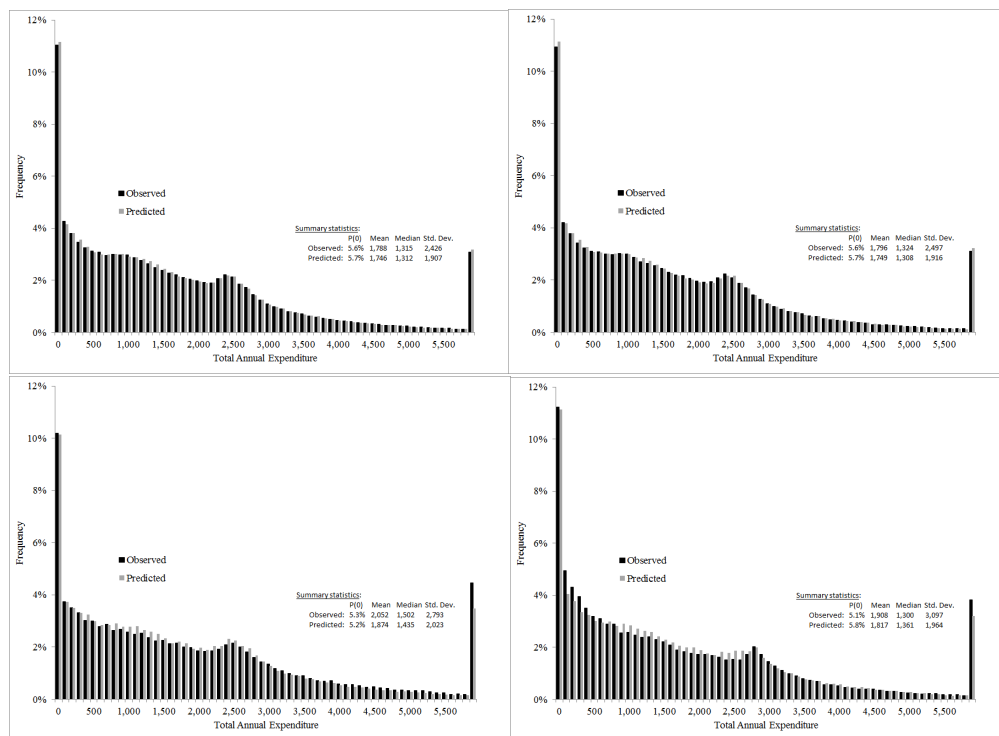 12%
10%
8%
6%
4%
2%
0%
Frequency
Observed
Predicted
Summary statistics:
P(0) Mean Median Std. Dev.
Observed: 5.6% 1,788 1,315 2,426
Predicted: 5.7% 1,746 1,312 1,907
0 500 1,000 1,500 2,000 2,500 3,000 3,500 4,000 4,500 5,000 5,500
Total Annual Expenditure
12%
10%
8%
6%
4%
2%
0%
Frequency
Observed
Predicted
Summary statistics:
P(0) Mean Median Std. Dev.
Observed: 5.6% 1,796 1,324 2,497
Predicted: 5.7% 1,749 1,308 1,916
0 500 1,000 1,500 2,000 2,500 3,000 3,500 4,000 4,500 5,000 5,500
Total Annual Expenditure
12%
10%
8%
6%
4%
2%
0%
Frequency
Observed
Predicted
Summary statistics:
P(0) Mean Median Std. Dev.
Observed: 5.3% 2,052 1,502 2,793
Predicted: 5.2% 1,874 1,435 2,023
0 500 1,000 1,500 2,000 2,500 3,000 3,500 4,000 4,500 5,000 5,500
Total Annual Expenditure
12%
10%
8%
6%
4%
2%
0%
Frequency
Observed
Predicted
Summary statistics:
P(0) Mean Median Std. Dev.
Observed: 5.1% 1,908 1,300 3,097
Predicted: 5.8% 1,817 1,361 1,964
0 500 1,000 1,500 2,000 2,500 3,000 3,500 4,000 4,500 5,000 5,500
Total Annual Expenditure